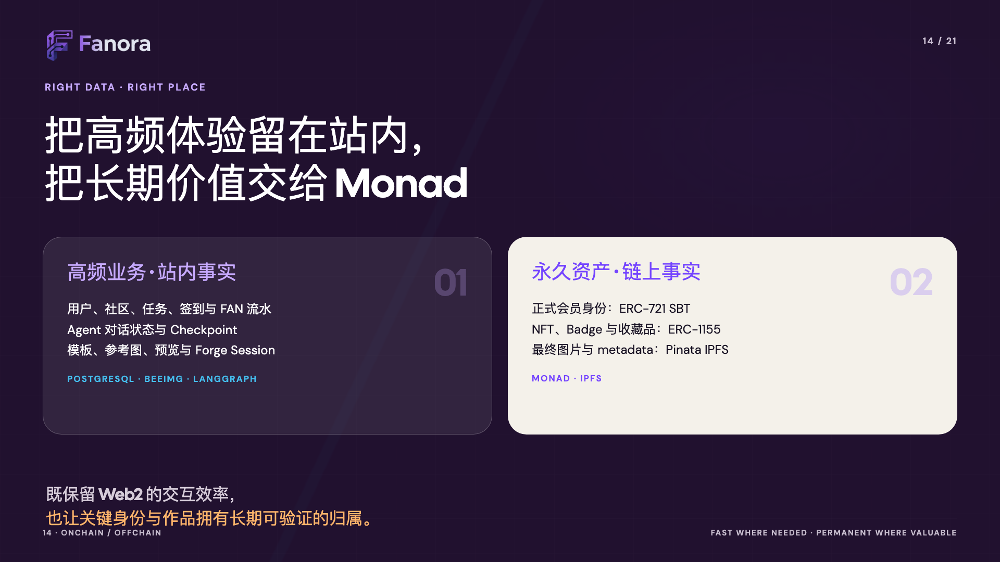 Fanora
14 / 21
RIGHT DATA · RIGHT PLACE
把高频体验留在站内，
把长期价值交给 Monad
高频业务·站内事实
01
用户、社区、任务、签到与 FAN 流水
Agent 对话状态与 Checkpoint
模板、参考图、预览与 Forge Session
POSTGRESQL · BEEIMG · LANGGRAPH
永久资产·链上事实
02
正式会员身份：ERC-721 SBT
NFT、Badge 与收藏品：ERC-1155
最终图片与 metadata：Pinata IPFS
MONAD · IPFS
既保留 Web2 的交互效率，
也让关键身份与作品拥有长期可验证的归属。
14 · ONCHAIN / OFFCHAIN
FAST WHERE NEEDED · PERMANENT WHERE VALUABLE